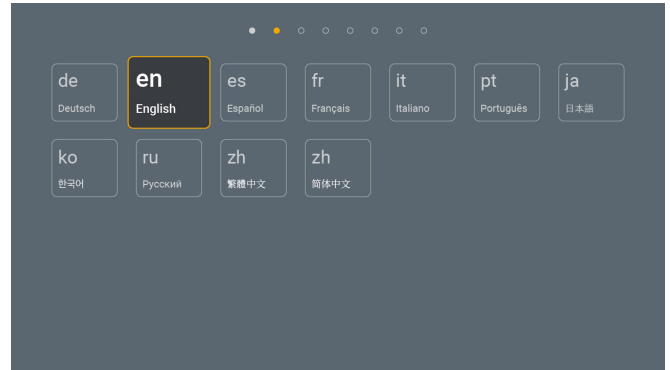 de
Deutsch
en
English
es
Español
fr
Français
it
Italiano
pt
Português
ja
日本語
ko
한국어
ru
Русский
zh
繁體中文
zh
简体中文